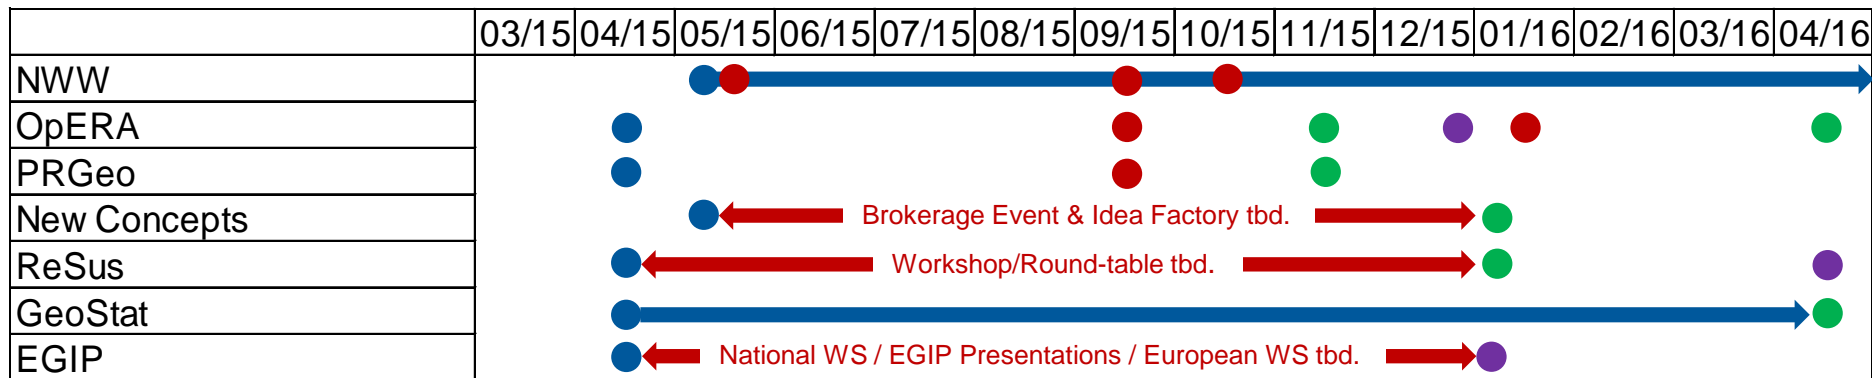 03/15 04/15 05/15 06/15 07/15 08/15 09/15 10/15 11/15 12/15 01/16 02/16 03/16 04/16
NWW
OpERA
PRGeo
New Concepts Brokerage Event & Idea Factory tbd.
ReSus Workshop/Round-table tbd.
GeoStat
EGIP National WS / EGIP Presentations / European WS tbd.